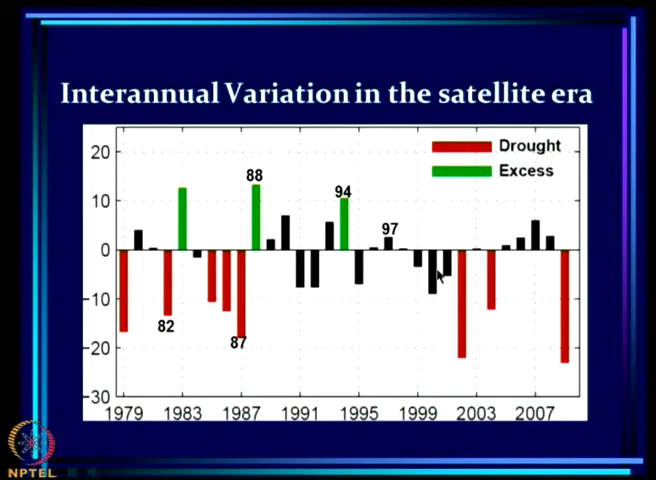 Interannual Variation in the satellite era
Drought
Excess
20
10
0
-10
-20
-30
88
94
97
82
87
1979 1983 1987 1991 1995 1999 2003 2007
NPTEL